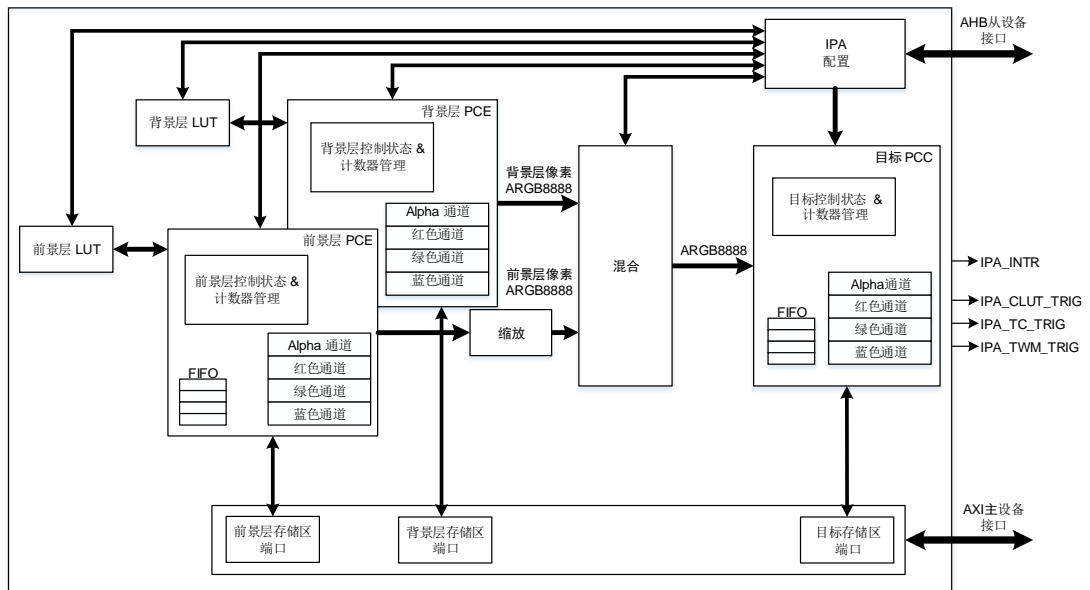 IPA
配置
AHB从设备
接口
背景层 LUT
背景层 PCE
背景层控制状态 &
计数器管理
Alpha 通道
红色通道
绿色通道
蓝色通道
背景层像素
ARGB8888
前景层 LUT
前景层 PCE
前景层控制状态 &
计数器管理
Alpha 通道
红色通道
绿色通道
蓝色通道
FIFO
前景层像素
ARGB8888
缩放
混合
ARGB8888
目标 PCC
目标控制状态 &
计数器管理
Alpha通道
红色通道
绿色通道
蓝色通道
FIFO
IPA_INTR
IPA_CLUT_TRIG
IPA_TC_TRIG
IPA_TWM_TRIG
前景层存储区
端口
背景层存储区
端口
目标存储区
端口
AXI主设备
接口